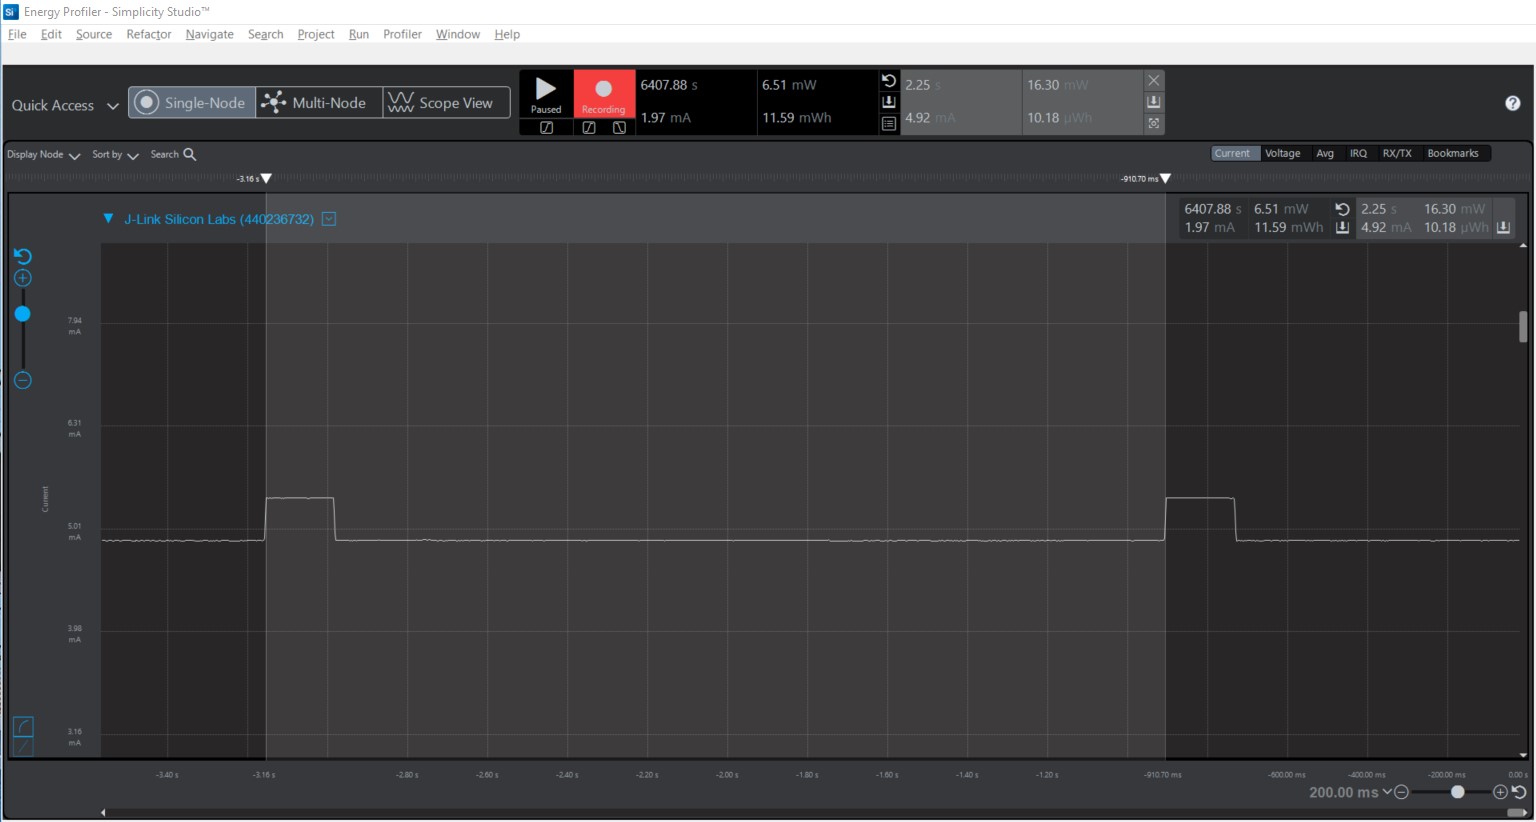 Energy Profiler - Simplicity Studio™
File Edit Source Refactor Navigate Search Project Run Profiler Window Help
Quick Access Single-Node Multi-Node Scope View
Paused Recording
6407.88 s 6.51 mW 2.25 s 16.30 mW
1.97 mA 11.59 mWh 4.92 mA 10.18 µWh
Display Node Sort by Search
Current Voltage Avg IRQ RX/TX Bookmarks
-3.16 s -910.70 ms
J-Link Silicon Labs (440236732)
6407.88 s 6.51 mW 2.25 s 16.30 mW
1.97 mA 11.59 mWh 4.92 mA 10.18 µWh
7.94
mA
6.31
mA
Current
5.01
mA
3.98
mA
3.16
mA
-3.40 s -3.16 s -2.80 s -2.60 s -2.40 s -2.20 s -2.00 s -1.80 s -1.60 s -1.40 s -1.20 s -910.70 ms -600.00 ms -400.00 ms -200.00 ms 0.00 s
200.00 ms